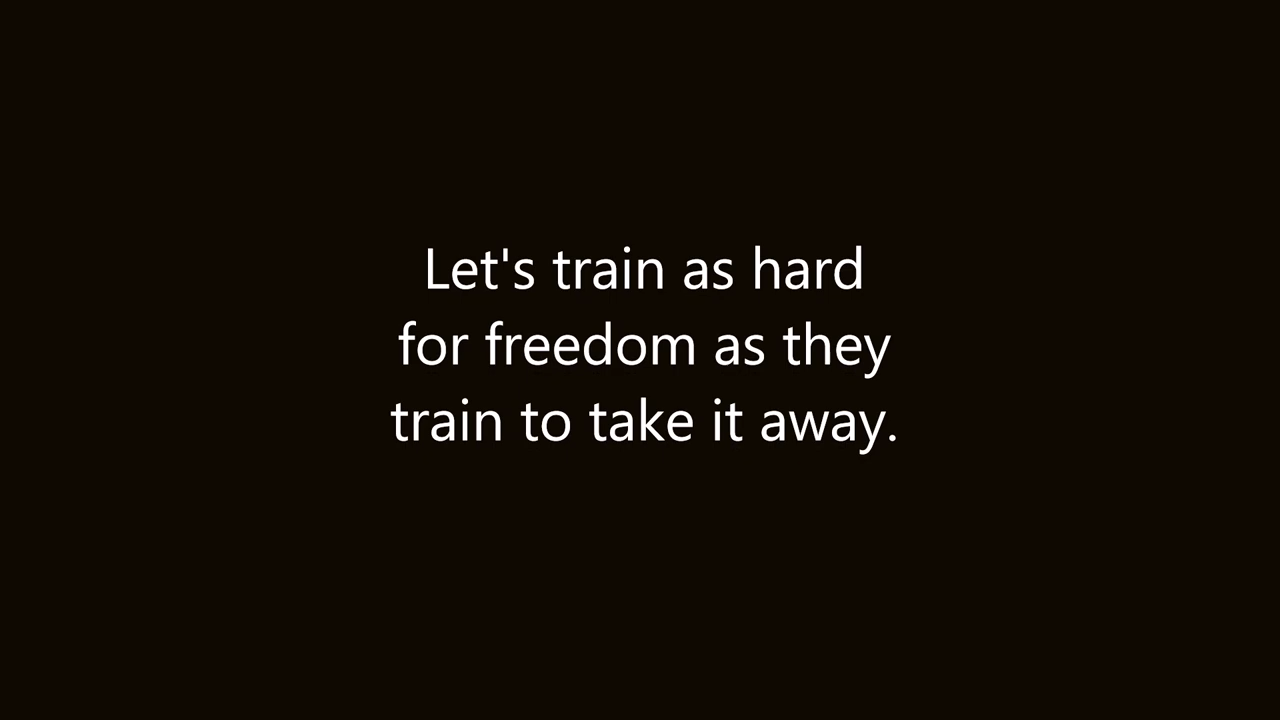 Let's train as hard
for freedom as they
train to take it away.